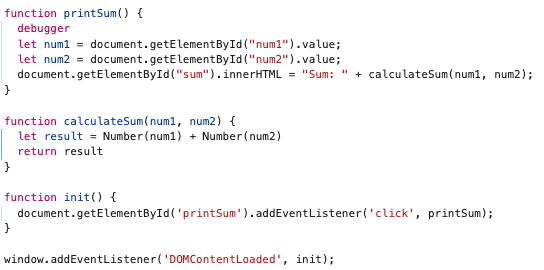 function printSum() {
  debugger
  let num1 = document.getElementById("num1").value;
  let num2 = document.getElementById("num2").value;
  document.getElementById("sum").innerHTML = "Sum: " + calculateSum(num1, num2);
}

function calculateSum(num1, num2) {
  let result = Number(num1) + Number(num2)
  return result
}

function init() {
  document.getElementById('printSum').addEventListener('click', printSum);
}

window.addEventListener('DOMContentLoaded', init);